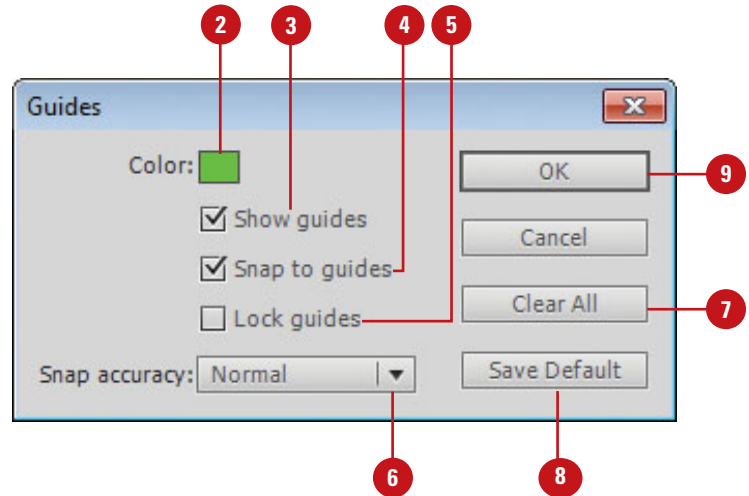 2 3 4 5
Guides
Color:
OK
9
Show guides
Cancel
Snap to guides
Clear All
7
Lock guides
Snap accuracy: Normal
Save Default
6 8